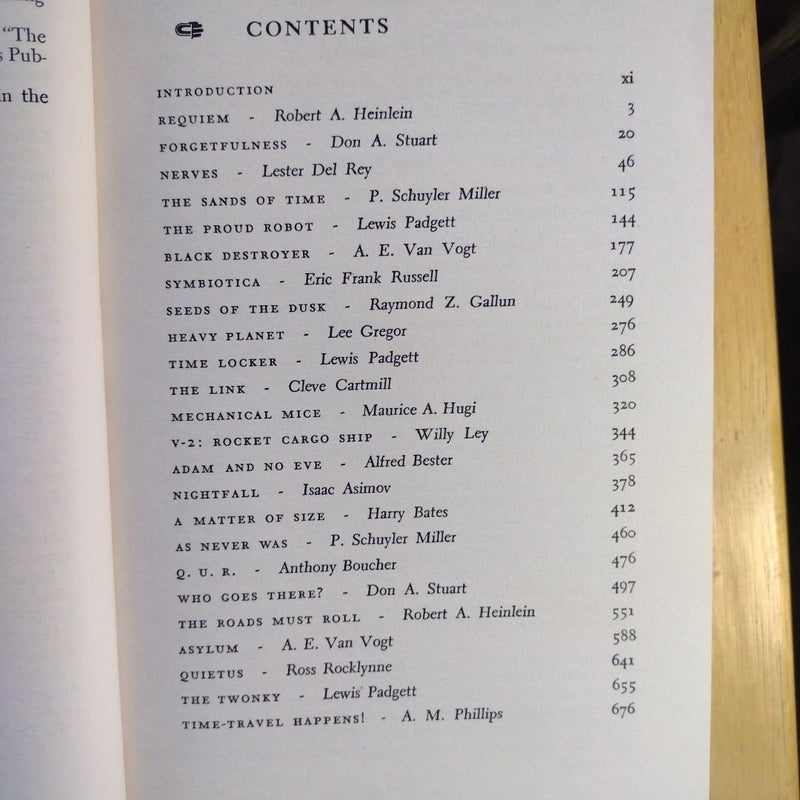 "The
s Pub-
in the
CONTENTS
INTRODUCTION xi
REQUIEM - Robert A. Heinlein 3
FORGETFULNESS - Don A. Stuart 20
NERVES - Lester Del Rey 46
THE SANDS OF TIME - P. Schuyler Miller 115
THE PROUD ROBOT - Lewis Padgett 144
BLACK DESTROYER - A. E. Van Vogt 177
SYMBIOTICA - Eric Frank Russell 207
SEEDS OF THE DUSK - Raymond Z. Gallun 249
HEAVY PLANET - Lee Gregor 276
TIME LOCKER - Lewis Padgett 286
THE LINK - Cleve Cartmill 308
MECHANICAL MICE - Maurice A. Hugi 320
V-2: ROCKET CARGO SHIP - Willy Ley 344
ADAM AND NO EVE - Alfred Bester 365
NIGHTFALL - Isaac Asimov 378
A MATTER OF SIZE - Harry Bates 412
AS NEVER WAS - P. Schuyler Miller 460
Q. U. R. - Anthony Boucher 476
WHO GOES THERE? - Don A. Stuart 497
THE ROADS MUST ROLL - Robert A. Heinlein 551
ASYLUM - A. E. Van Vogt 588
QUIETUS - Ross Rocklynne 641
THE TWONKY - Lewis Padgett 655
TIME-TRAVEL HAPPENS! - A. M. Phillips 676